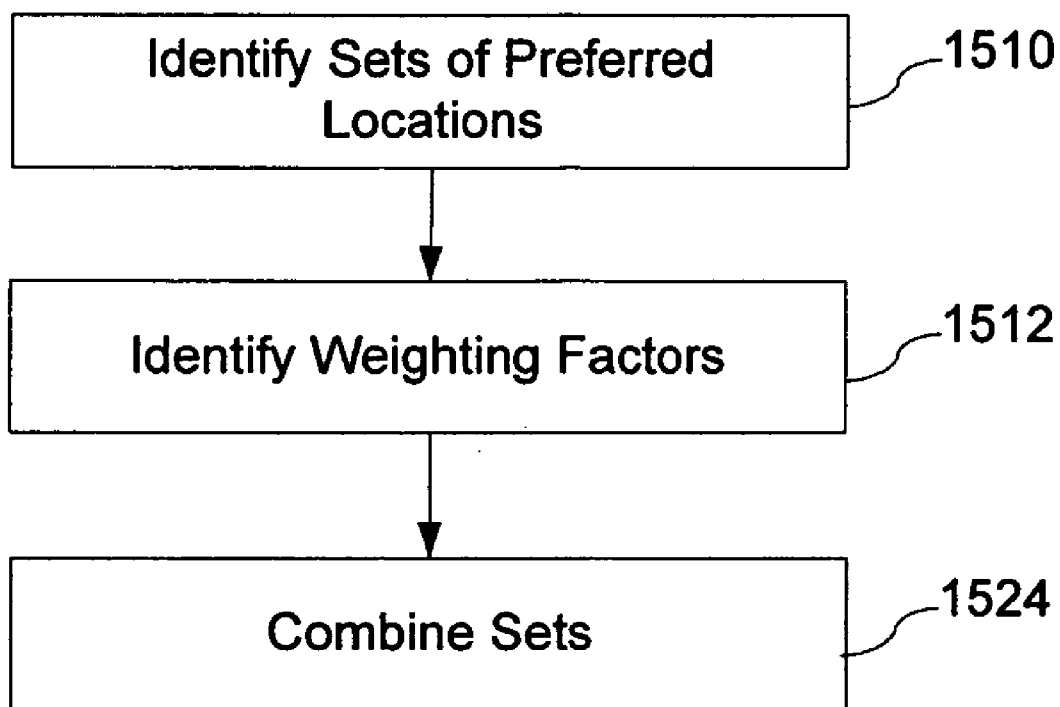 Identify Sets of Preferred
Locations
1510
Identify Weighting Factors
1512
Combine Sets
1524